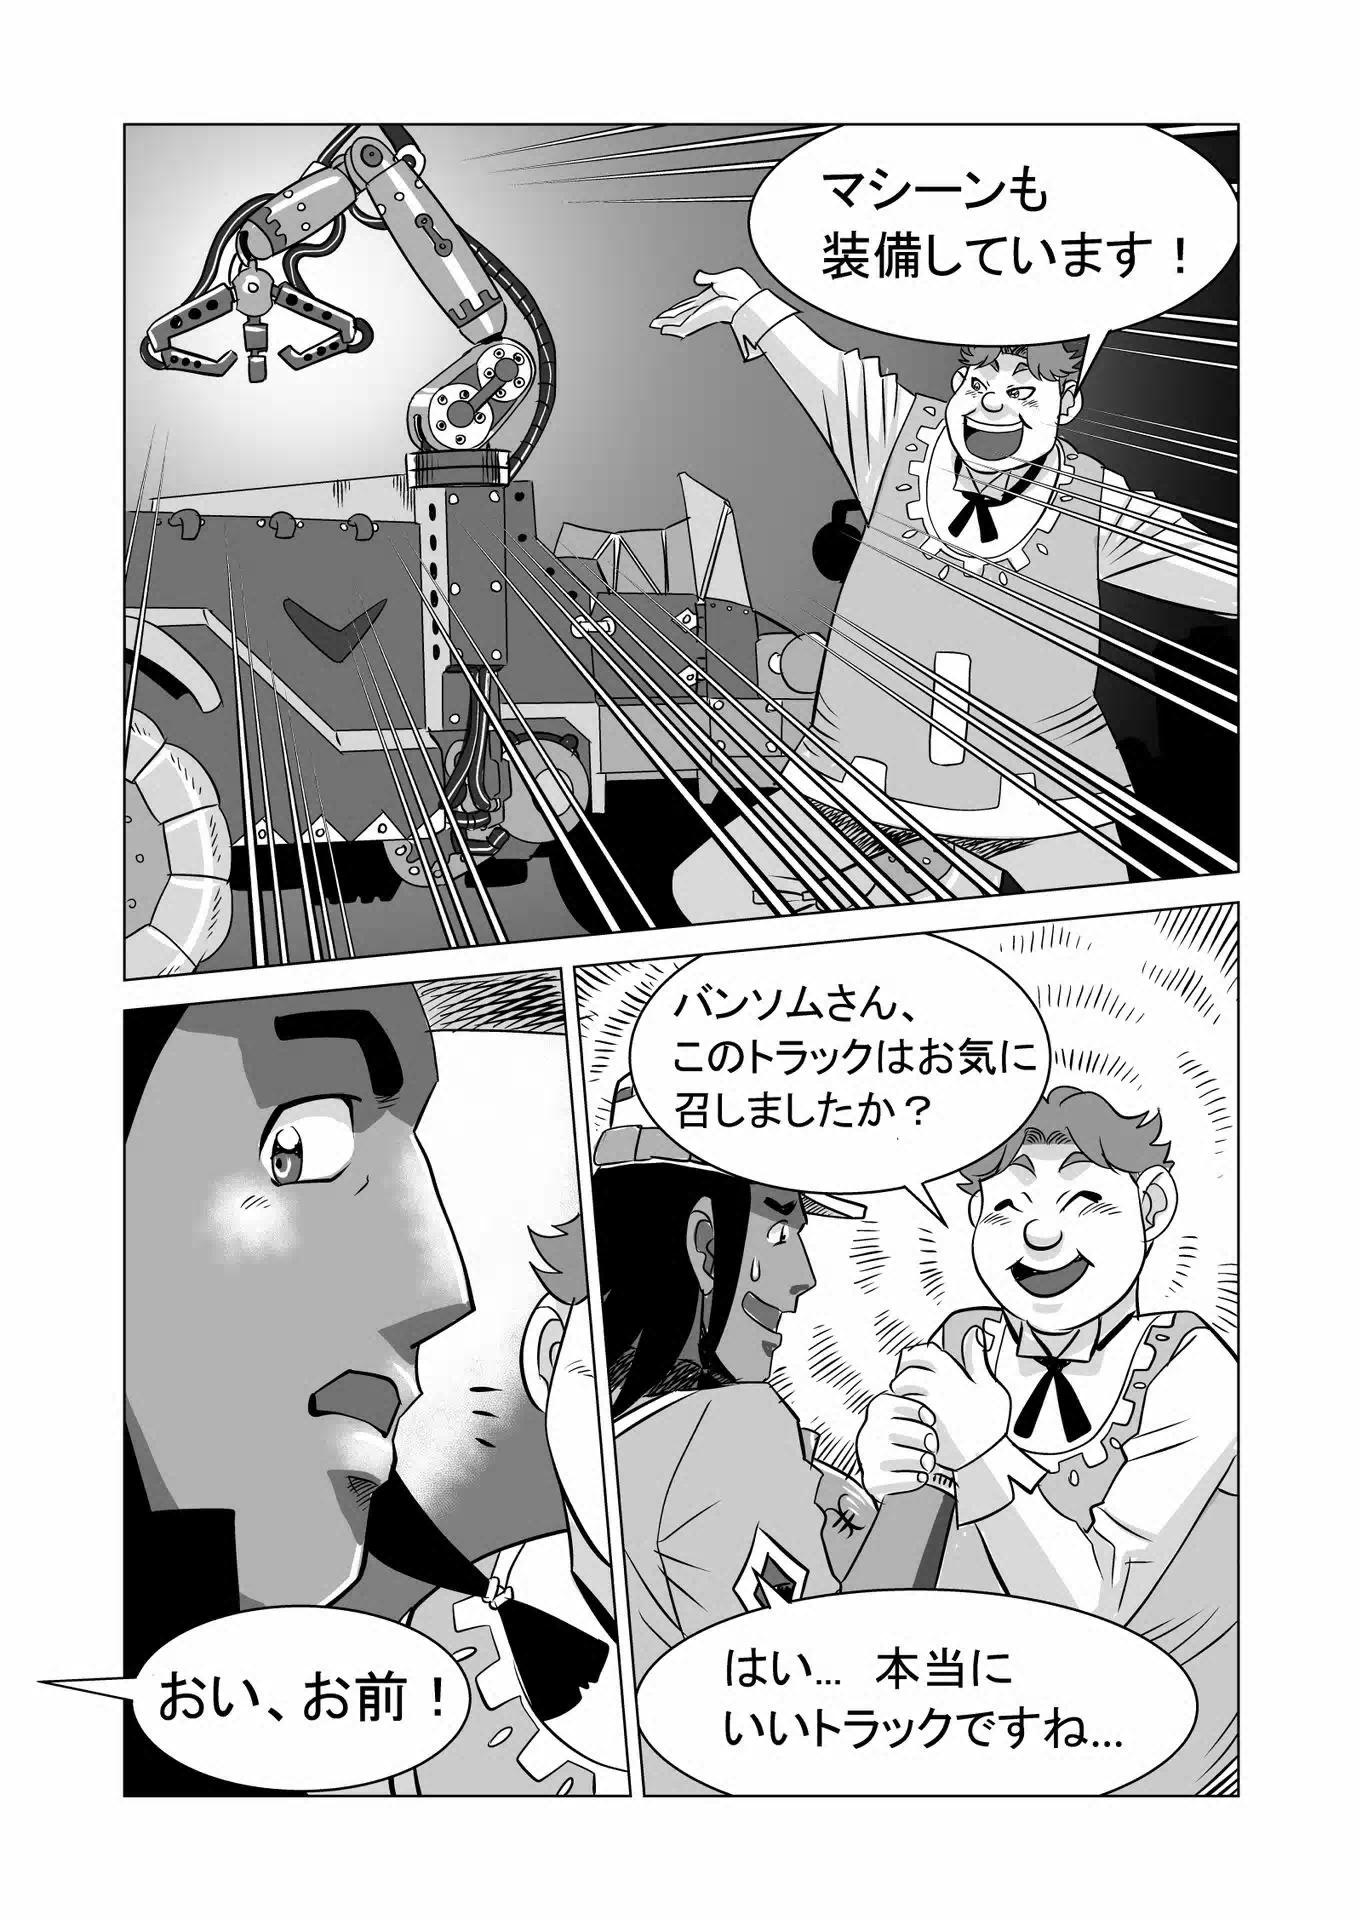 マシーンも
装備しています！
バンソムさん、
このトラックはお気に
召しましたか？
はい... 本当に
いいトラックですね...
おい、お前！